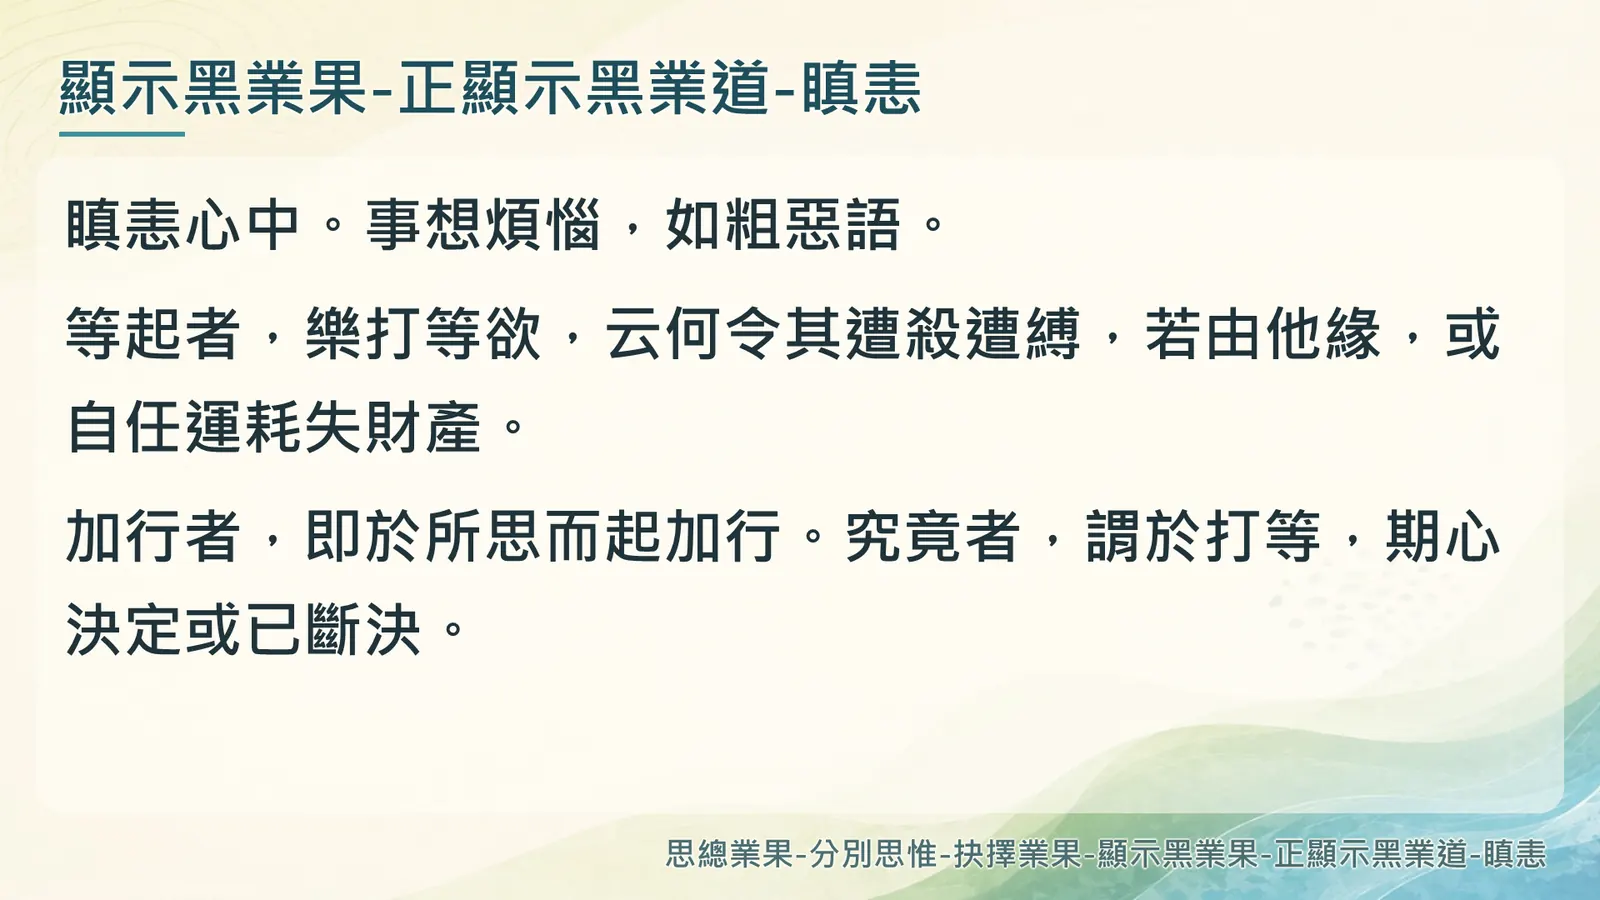 顯示黑業果-正顯示黑業道-瞋恚
瞋恚心中。事想煩惱，如粗惡語。
等起者，樂打等欲，云何令其遭殺遭縛，若由他緣，或
自任運耗失財產。
加行者，即於所思而起加行。究竟者，謂於打等，期心
決定或已斷決。
思總業果-分別思惟-抉擇業果-顯示黑業果-正顯示黑業道-瞋恚